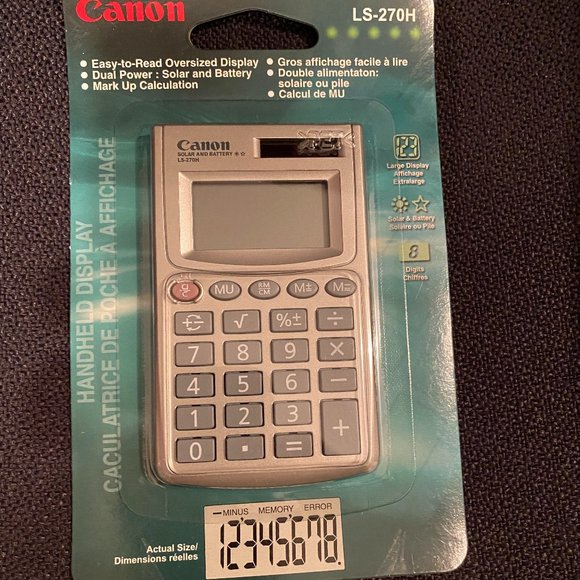 Canon
LS-270H
• Easy-to-Read Oversized Display
• Dual Power : Solar and Battery
• Mark Up Calculation
• Gros affichage facile à lire
• Double alimentaton:
solaire ou pile
• Calcul de MU
HANDHELD DISPLAY
CACULATRICE DE POCHE À AFFICHAGE
Canon
SOLAR AND BATTERY
LS-270H
123
Large Display
Affichage
Extralarge
Solar & Battery
Solaire ou Pile
8
Digits
Chiffres
MU RM CM M± M=
√ %± ÷
7 8 9 ×
4 5 6 −
1 2 3 +
0 . =
MINUS MEMORY ERROR
12345678.
Actual Size/
Dimensions réelles